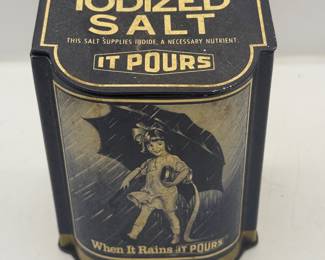 IODIZED
SALT
THIS SALT SUPPLIES IODIDE, A NECESSARY NUTRIENT.
IT POURS
When It Rains IT POURS